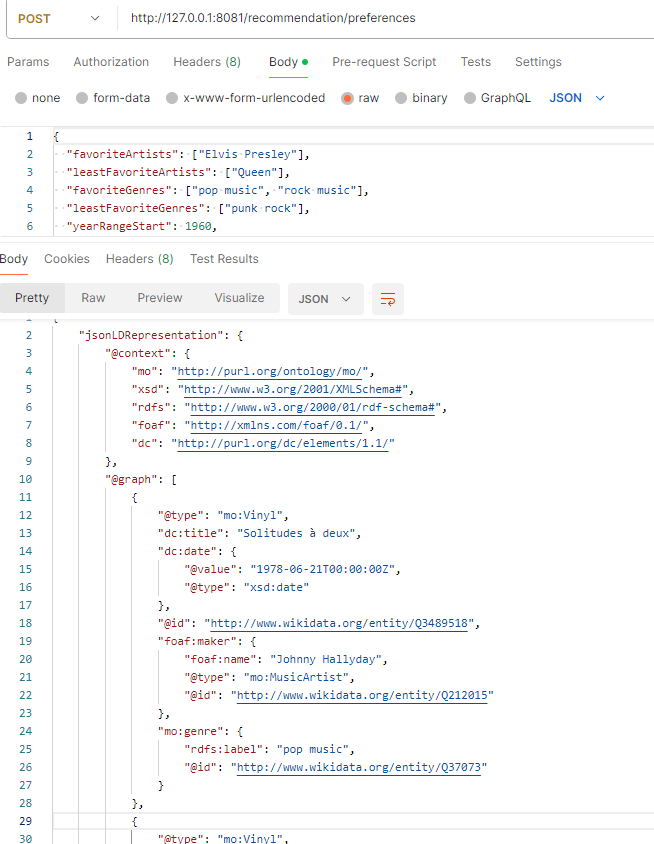 POST http://127.0.0.1:8081/recommendation/preferences
Params Authorization Headers (8) Body Pre-request Script Tests Settings
none form-data x-www-form-urlencoded raw binary GraphQL JSON
1 {
2 "favoriteArtists": ["Elvis Presley"],
3 "leastFavoriteArtists": ["Queen"],
4 "favoriteGenres": ["pop music", "rock music"],
5 "leastFavoriteGenres": ["punk rock"],
6 "yearRangeStart": 1960,
Body Cookies Headers (8) Test Results
Pretty Raw Preview Visualize JSON
2 "jsonLDRepresentation": {
3 "@context": {
4 "mo": "http://purl.org/ontology/mo/",
5 "xsd": "http://www.w3.org/2001/XMLSchema#",
6 "rdfs": "http://www.w3.org/2000/01/rdf-schema#",
7 "foaf": "http://xmlns.com/foaf/0.1/",
8 "dc": "http://purl.org/dc/elements/1.1/"
9 },
10 "@graph": [
11 {
12 "@type": "mo:Vinyl",
13 "dc:title": "Solitudes à deux",
14 "dc:date": {
15 "@value": "1978-06-21T00:00:00Z",
16 "@type": "xsd:date"
17 },
18 "@id": "http://www.wikidata.org/entity/Q3489518",
19 "foaf:maker": {
20 "foaf:name": "Johnny Hallyday",
21 "@type": "mo:MusicArtist",
22 "@id": "http://www.wikidata.org/entity/Q212015"
23 },
24 "mo:genre": {
25 "rdfs:label": "pop music",
26 "@id": "http://www.wikidata.org/entity/Q37073"
27 }
28 },
29 {
30 "@type": "mo:Vinyl",